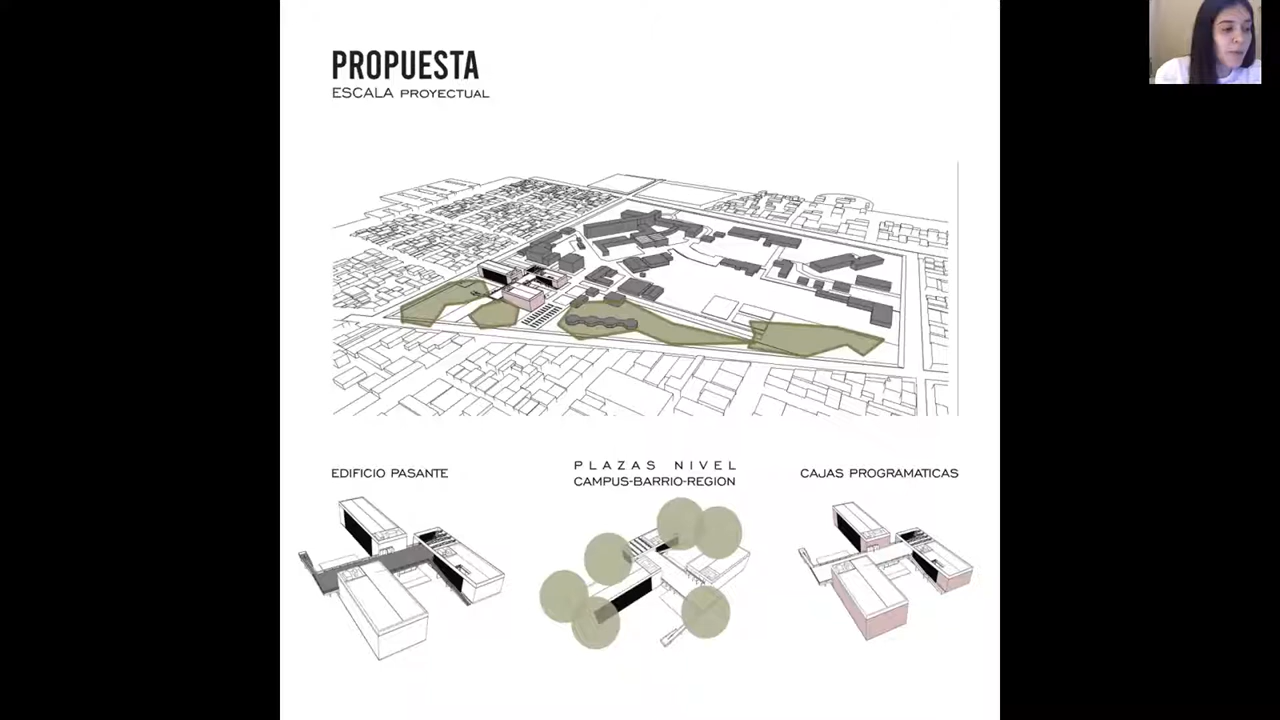 PROPUESTA
ESCALA PROYECTUAL
EDIFICIO PASANTE
PLAZAS NIVEL
CAMPUS-BARRIO-REGION
CAJAS PROGRAMATICAS